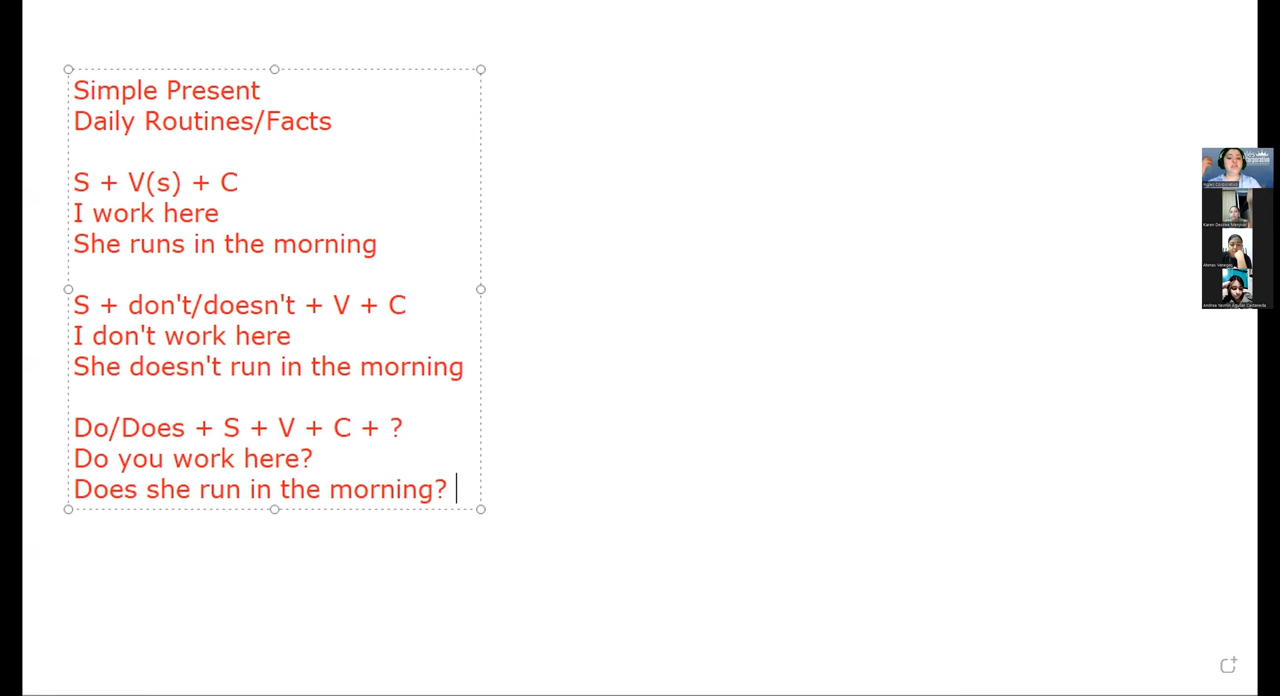 Simple Present
Daily Routines/Facts
S + V(s) + C
I work here
She runs in the morning
S + don't/doesn't + V + C
I don't work here
She doesn't run in the morning
Do/Does + S + V + C + ?
Do you work here?
Does she run in the morning?